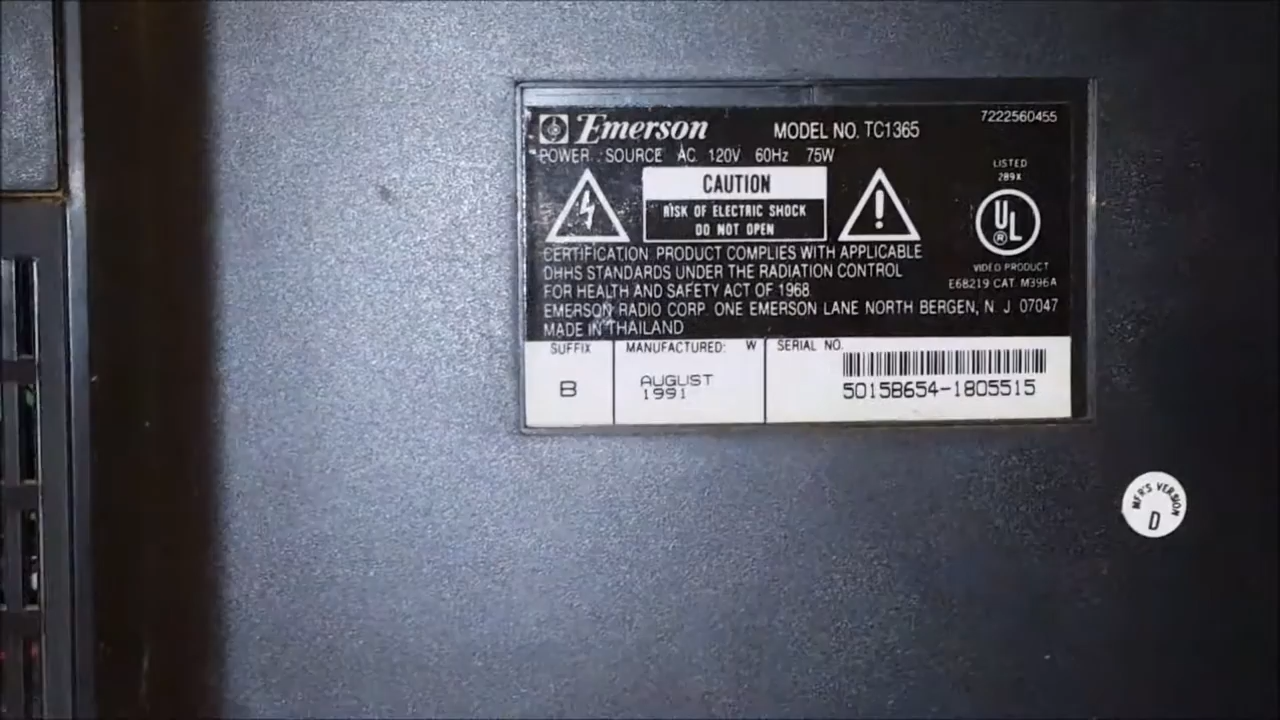 Emerson MODEL NO. TC1365 7222560455
POWER SOURCE AC 120V 60Hz 75W
CAUTION
RISK OF ELECTRIC SHOCK
DO NOT OPEN
LISTED
289X
UL
®
VIDEO PRODUCT
E68219 CAT. M396A
CERTIFICATION PRODUCT COMPLIES WITH APPLICABLE
DHHS STANDARDS UNDER THE RADIATION CONTROL
FOR HEALTH AND SAFETY ACT OF 1968
EMERSON RADIO CORP. ONE EMERSON LANE NORTH BERGEN, N. J. 07047
MADE IN THAILAND
SUFFIX MANUFACTURED: W SERIAL NO.
B
AUGUST
1991
5015B654-1805515
MFR'S VERSION
D